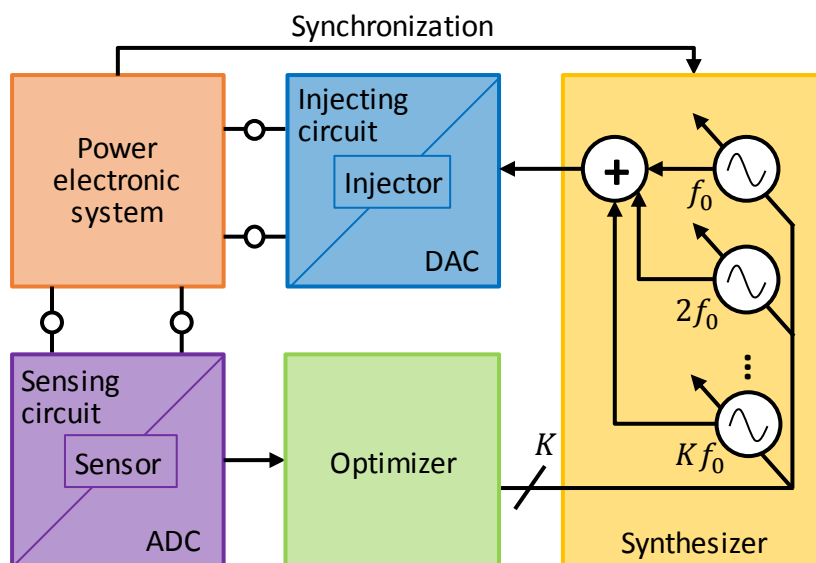 Synchronization
Power
electronic
system
Injecting
circuit
Injector
DAC
+
f₀
2f₀
⋮
Kf₀
Synthesizer
Sensing
circuit
Sensor
ADC
Optimizer
K